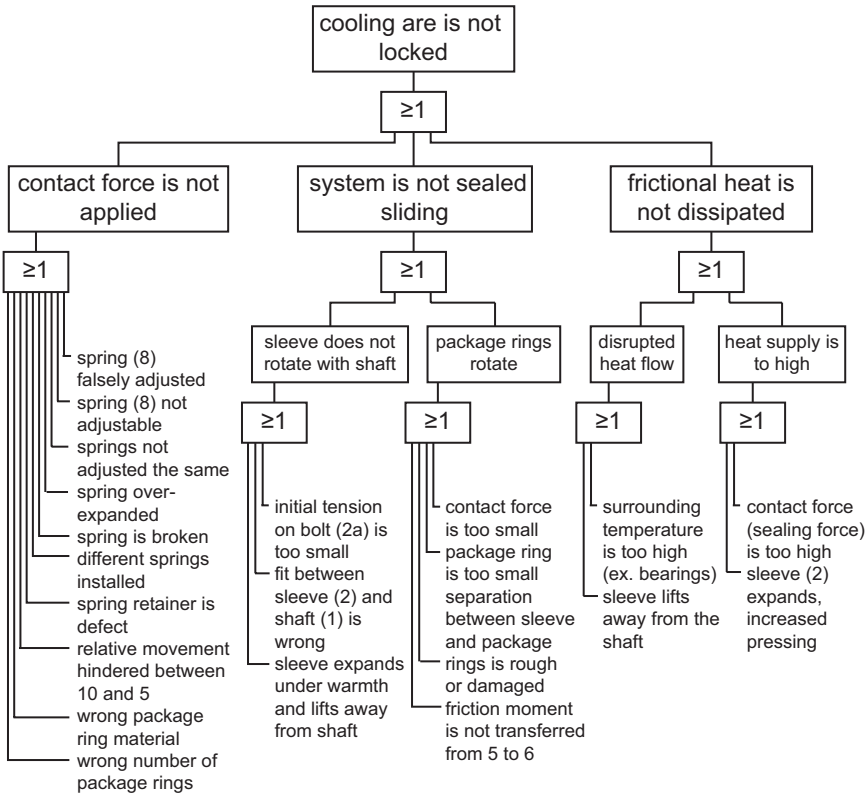 cooling are is not
locked
≥1
contact force is not
applied
system is not sealed
sliding
frictional heat is
not dissipated
≥1
≥1
≥1
sleeve does not
rotate with shaft
package rings
rotate
disrupted
heat flow
heat supply is
to high
≥1
≥1
≥1
≥1
spring (8)
falsely adjusted
spring (8) not
adjustable
springs not
adjusted the same
spring over-
expanded
spring is broken
different springs
installed
spring retainer is
defect
relative movement
hindered between
10 and 5
wrong package
ring material
wrong number of
package rings
initial tension
on bolt (2a) is
too small
fit between
sleeve (2) and
shaft (1) is
wrong
sleeve expands
under warmth
and lifts away
from shaft
contact force
is too small
package ring
is too small
separation
between sleeve
and package
rings is rough
or damaged
friction moment
is not transferred
from 5 to 6
surrounding
temperature
is too high
(ex. bearings)
sleeve lifts
away from the
shaft
contact force
(sealing force)
is too high
sleeve (2)
expands,
increased
pressing